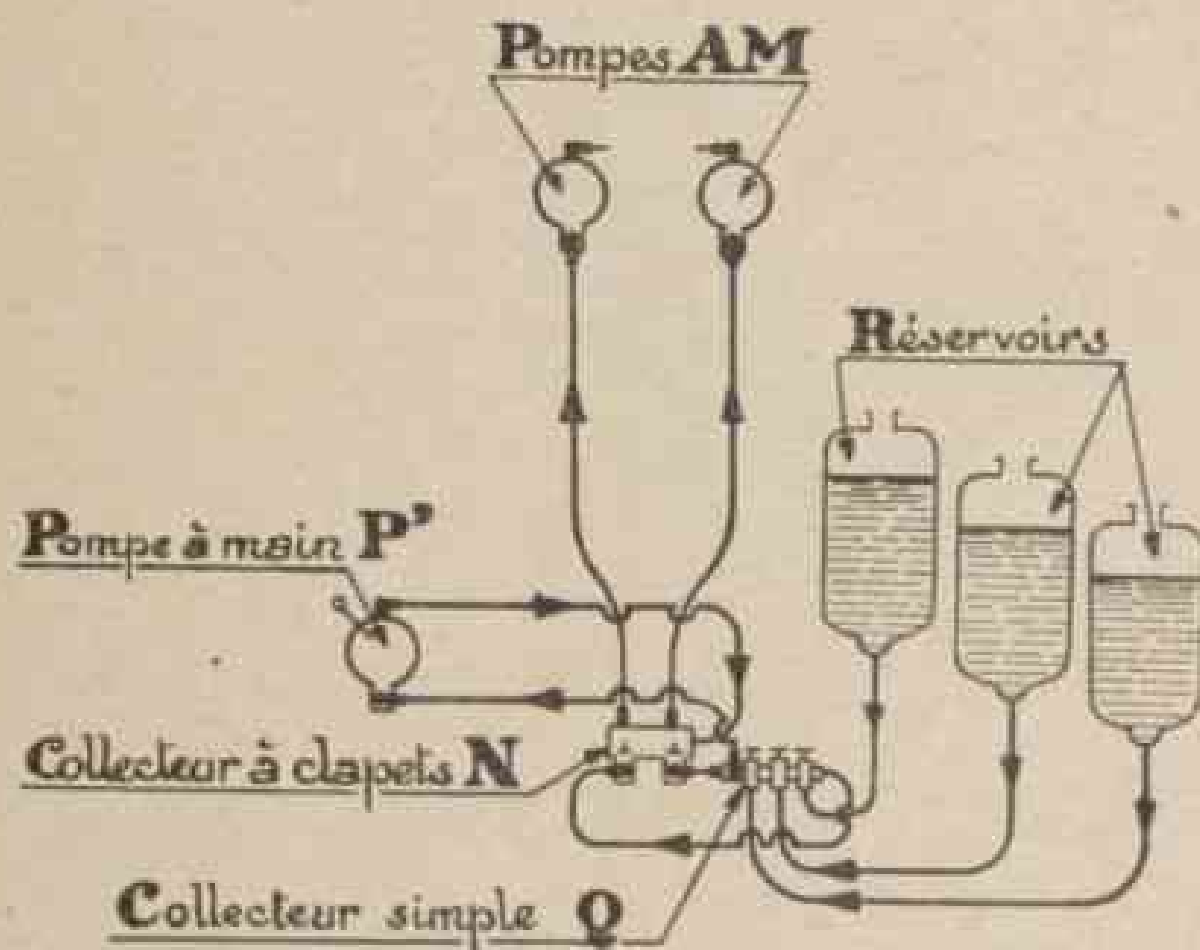 Pompes AM
Réservoirs
Pompe à main P'
Collecteur à clapets N
Collecteur simple Q